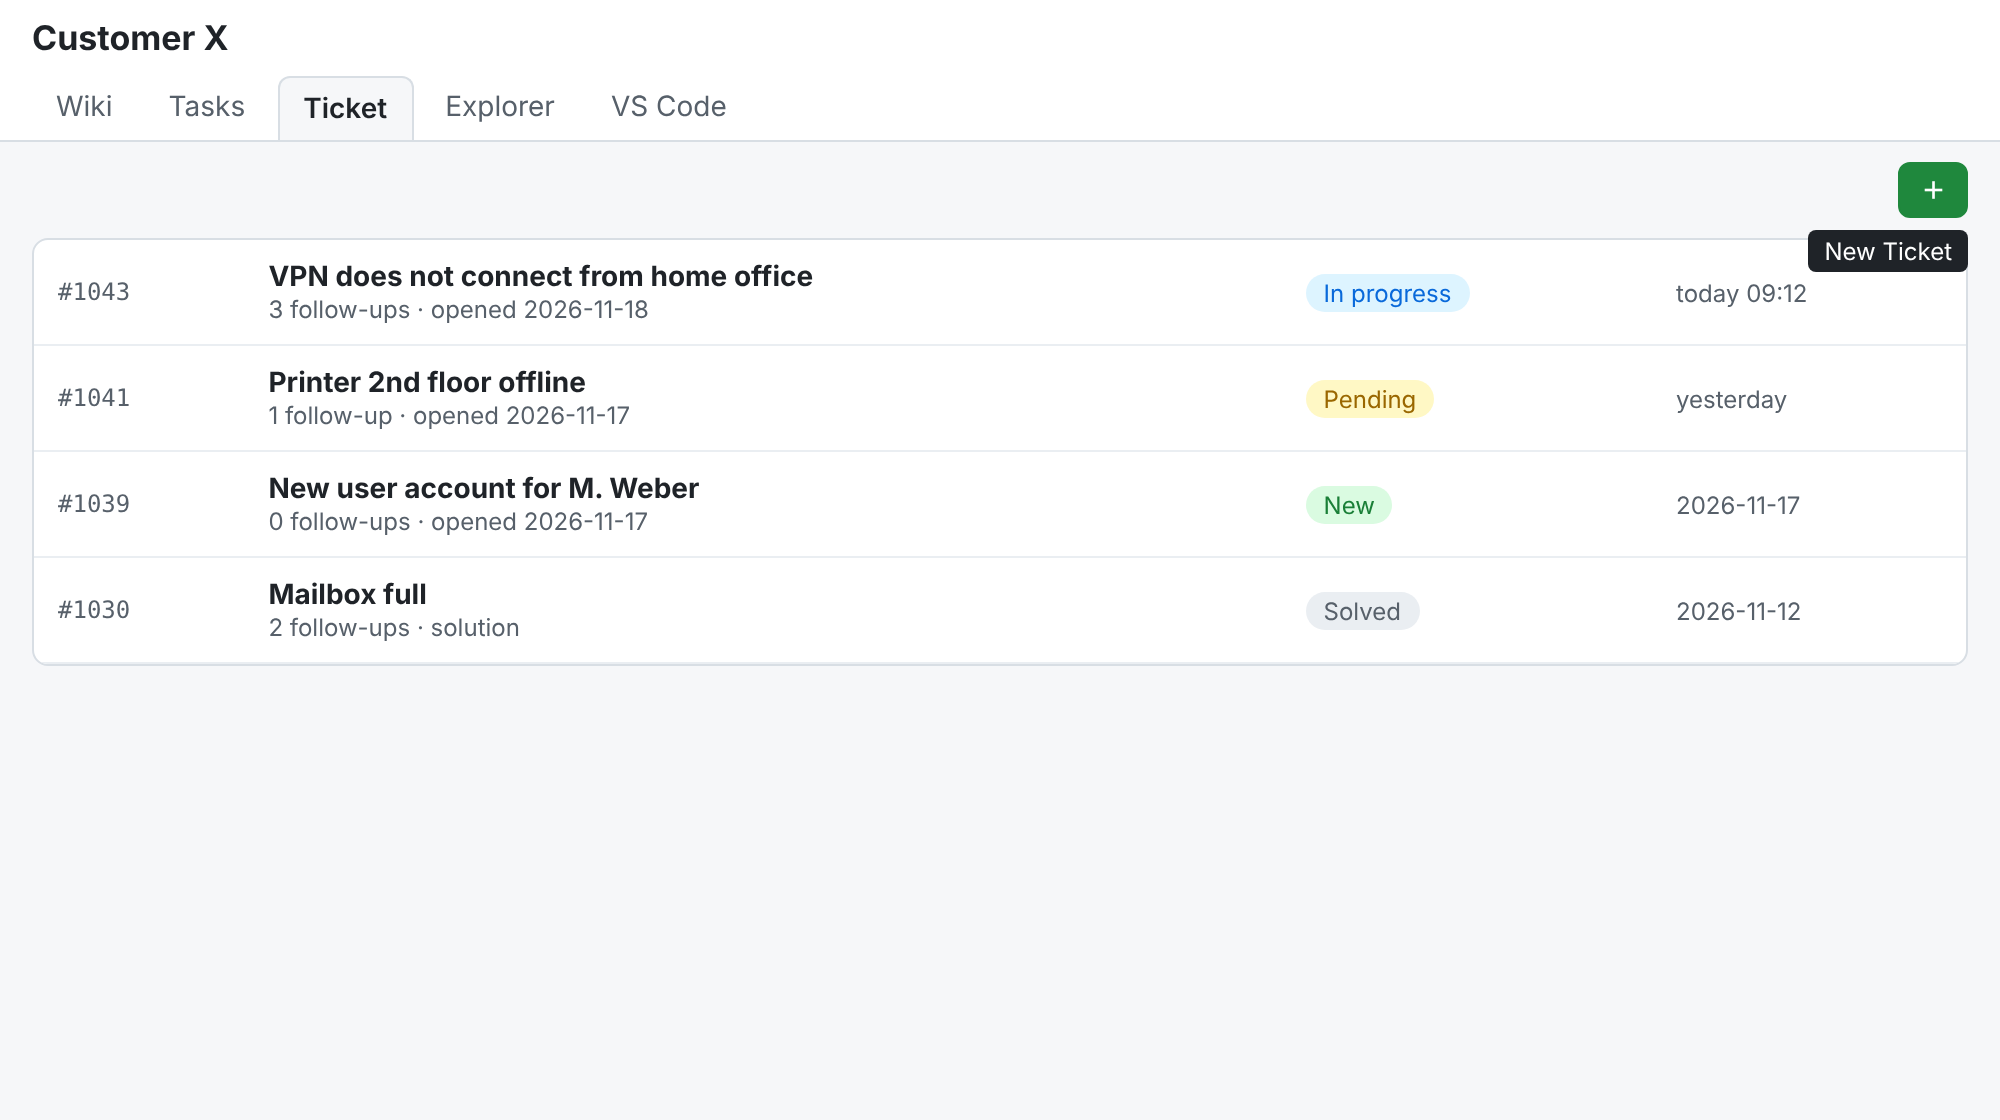 Customer X
Wiki
Tasks
Ticket
Explorer
VS Code
+
New Ticket
#1043
VPN does not connect from home office
3 follow-ups · opened 2026-11-18
In progress
today 09:12
#1041
Printer 2nd floor offline
1 follow-up · opened 2026-11-17
Pending
yesterday
#1039
New user account for M. Weber
0 follow-ups · opened 2026-11-17
New
2026-11-17
#1030
Mailbox full
2 follow-ups · solution
Solved
2026-11-12